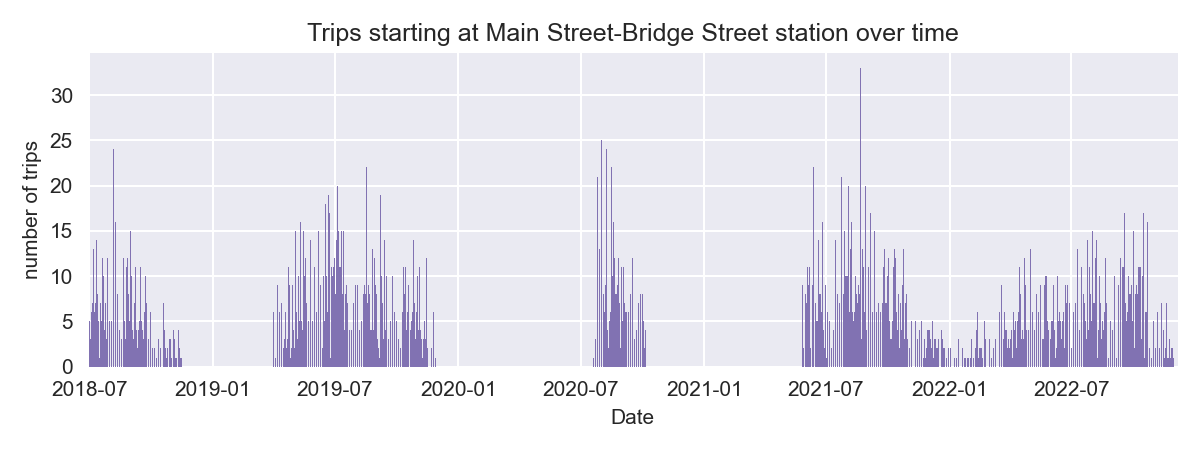 Trips starting at Main Street-Bridge Street station over time
number of trips
30
25
20
15
10
5
0
2018-07 2019-01 2019-07 2020-01 2020-07 2021-01 2021-07 2022-01 2022-07
Date